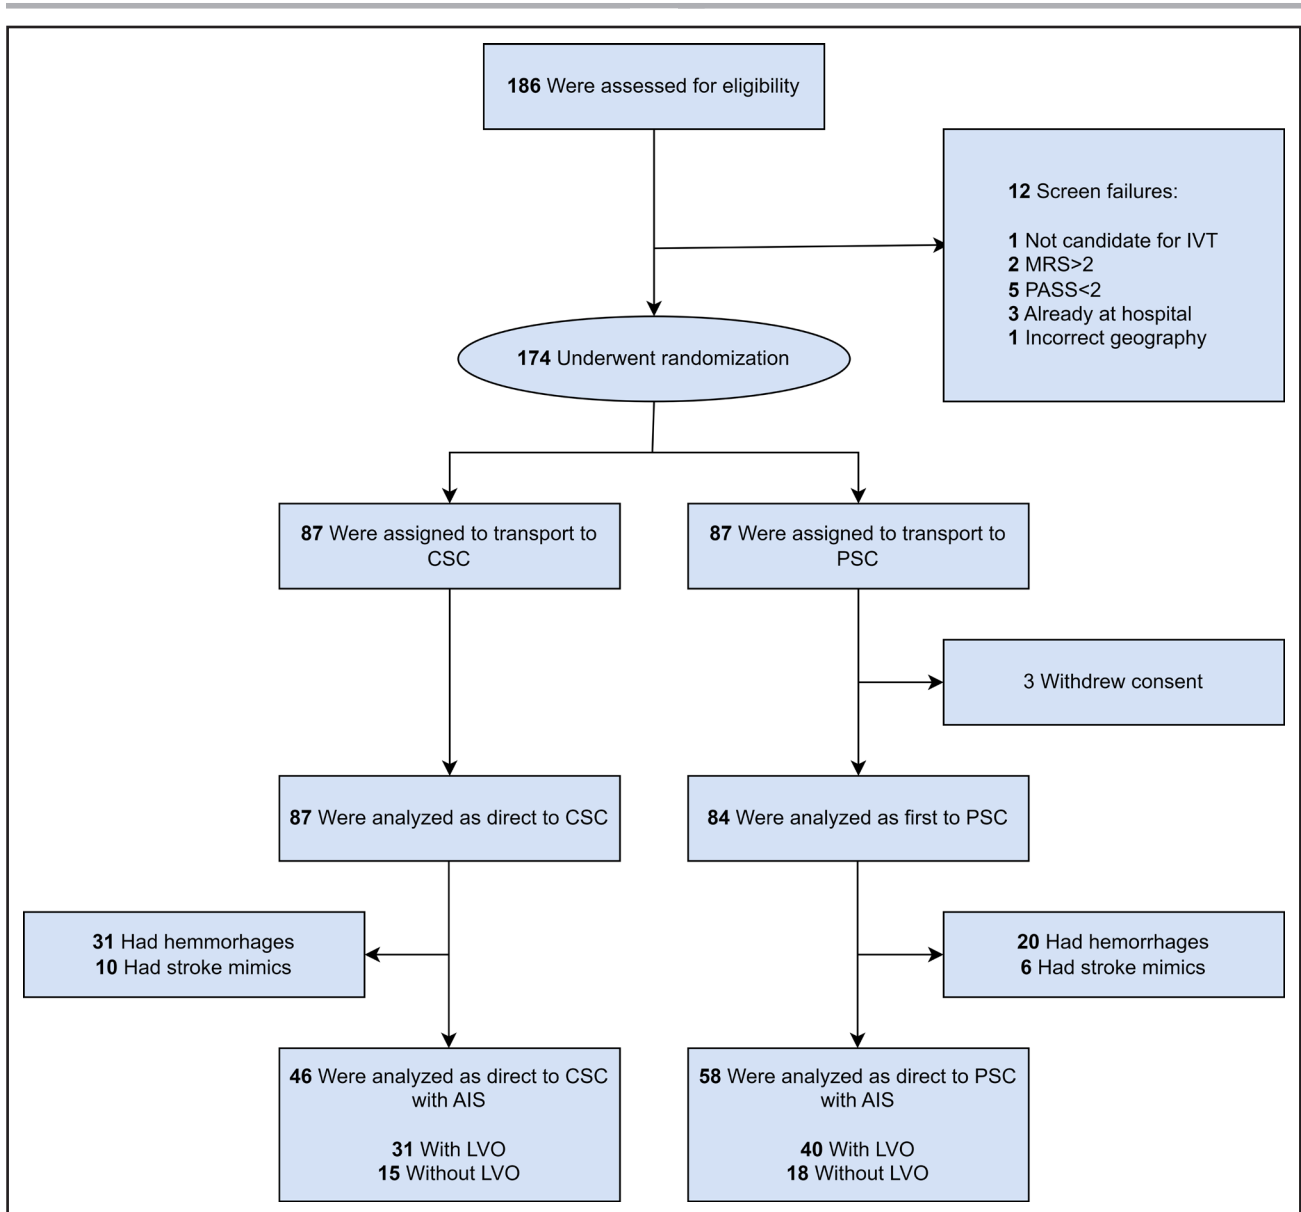 186 Were assessed for eligibility
12 Screen failures:
1 Not candidate for IVT
2 MRS>2
5 PASS<2
3 Already at hospital
1 Incorrect geography
174 Underwent randomization
87 Were assigned to transport to
CSC
87 Were assigned to transport to
PSC
3 Withdrew consent
87 Were analyzed as direct to CSC
84 Were analyzed as first to PSC
31 Had hemmorhages
10 Had stroke mimics
20 Had hemorrhages
6 Had stroke mimics
46 Were analyzed as direct to CSC
with AIS
31 With LVO
15 Without LVO
58 Were analyzed as direct to PSC
with AIS
40 With LVO
18 Without LVO